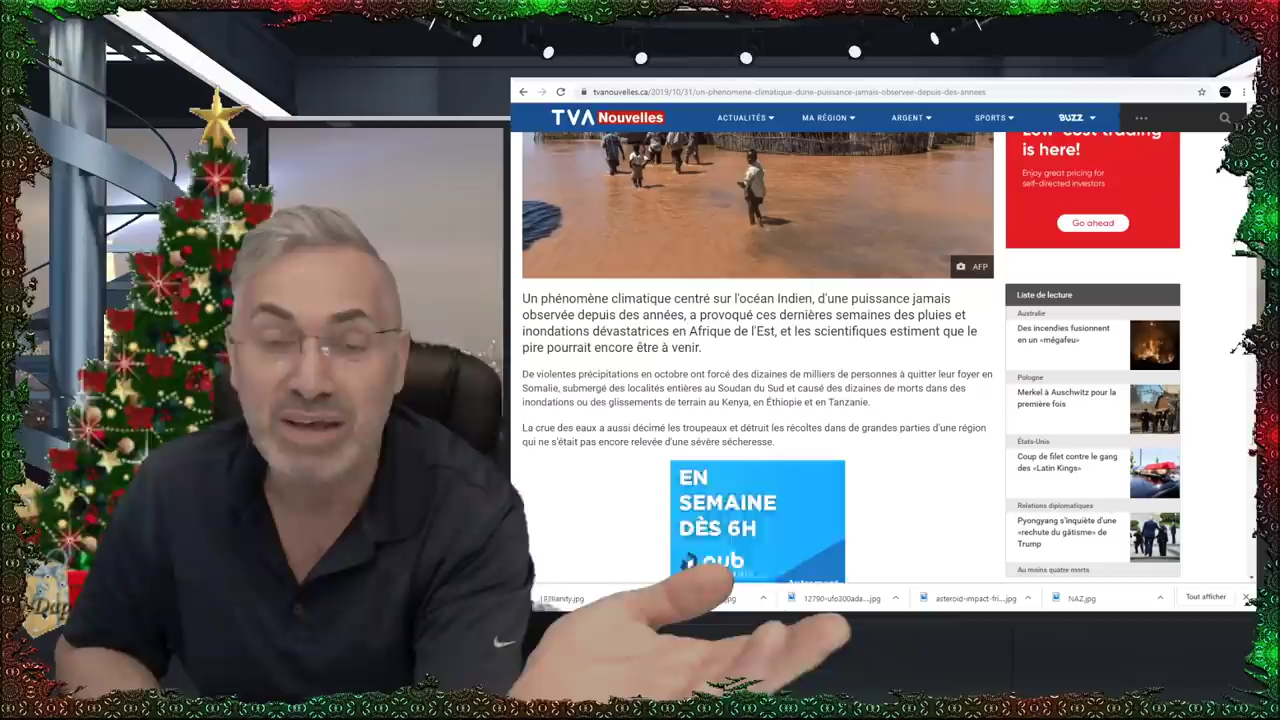 tvanouvelles.ca/2019/10/31/un-phenomene-climatique-dune-puissance-jamais-observee-depuis-des-annees
TVA Nouvelles
ACTUALITÉS
MA RÉGION
ARGENT
SPORTS
BUZZ
Low-cost trading
is here!
Enjoy great pricing for
self-directed investors
Go ahead
AFP
Un phénomène climatique centré sur l'océan Indien, d'une puissance jamais
observée depuis des années, a provoqué ces dernières semaines des pluies et
inondations dévastatrices en Afrique de l'Est, et les scientifiques estiment que le
pire pourrait encore être à venir.
De violentes précipitations en octobre ont forcé des dizaines de milliers de personnes à quitter leur foyer en
Somalie, submergé des localités entières au Soudan du Sud et causé des dizaines de morts dans des
inondations ou des glissements de terrain au Kenya, en Éthiopie et en Tanzanie.
La crue des eaux a aussi décimé les troupeaux et détruit les récoltes dans de grandes parties d'une région
qui ne s'était pas encore relevée d'une sévère sécheresse.
EN
SEMAINE
DÈS 6H
Liste de lecture
Australie
Des incendies fusionnent
en un «mégafeu»
Pologne
Merkel à Auschwitz pour la
première fois
États-Unis
Coup de filet contre le gang
des «Latin Kings»
Relations diplomatiques
Pyongyang s'inquiète d'une
«rechute du gâtisme» de
Trump
Au moins quatre morts
12790-ufo300ada....jpg
asteroid-impact-fri....jpg
NAZ.jpg
Tout afficher